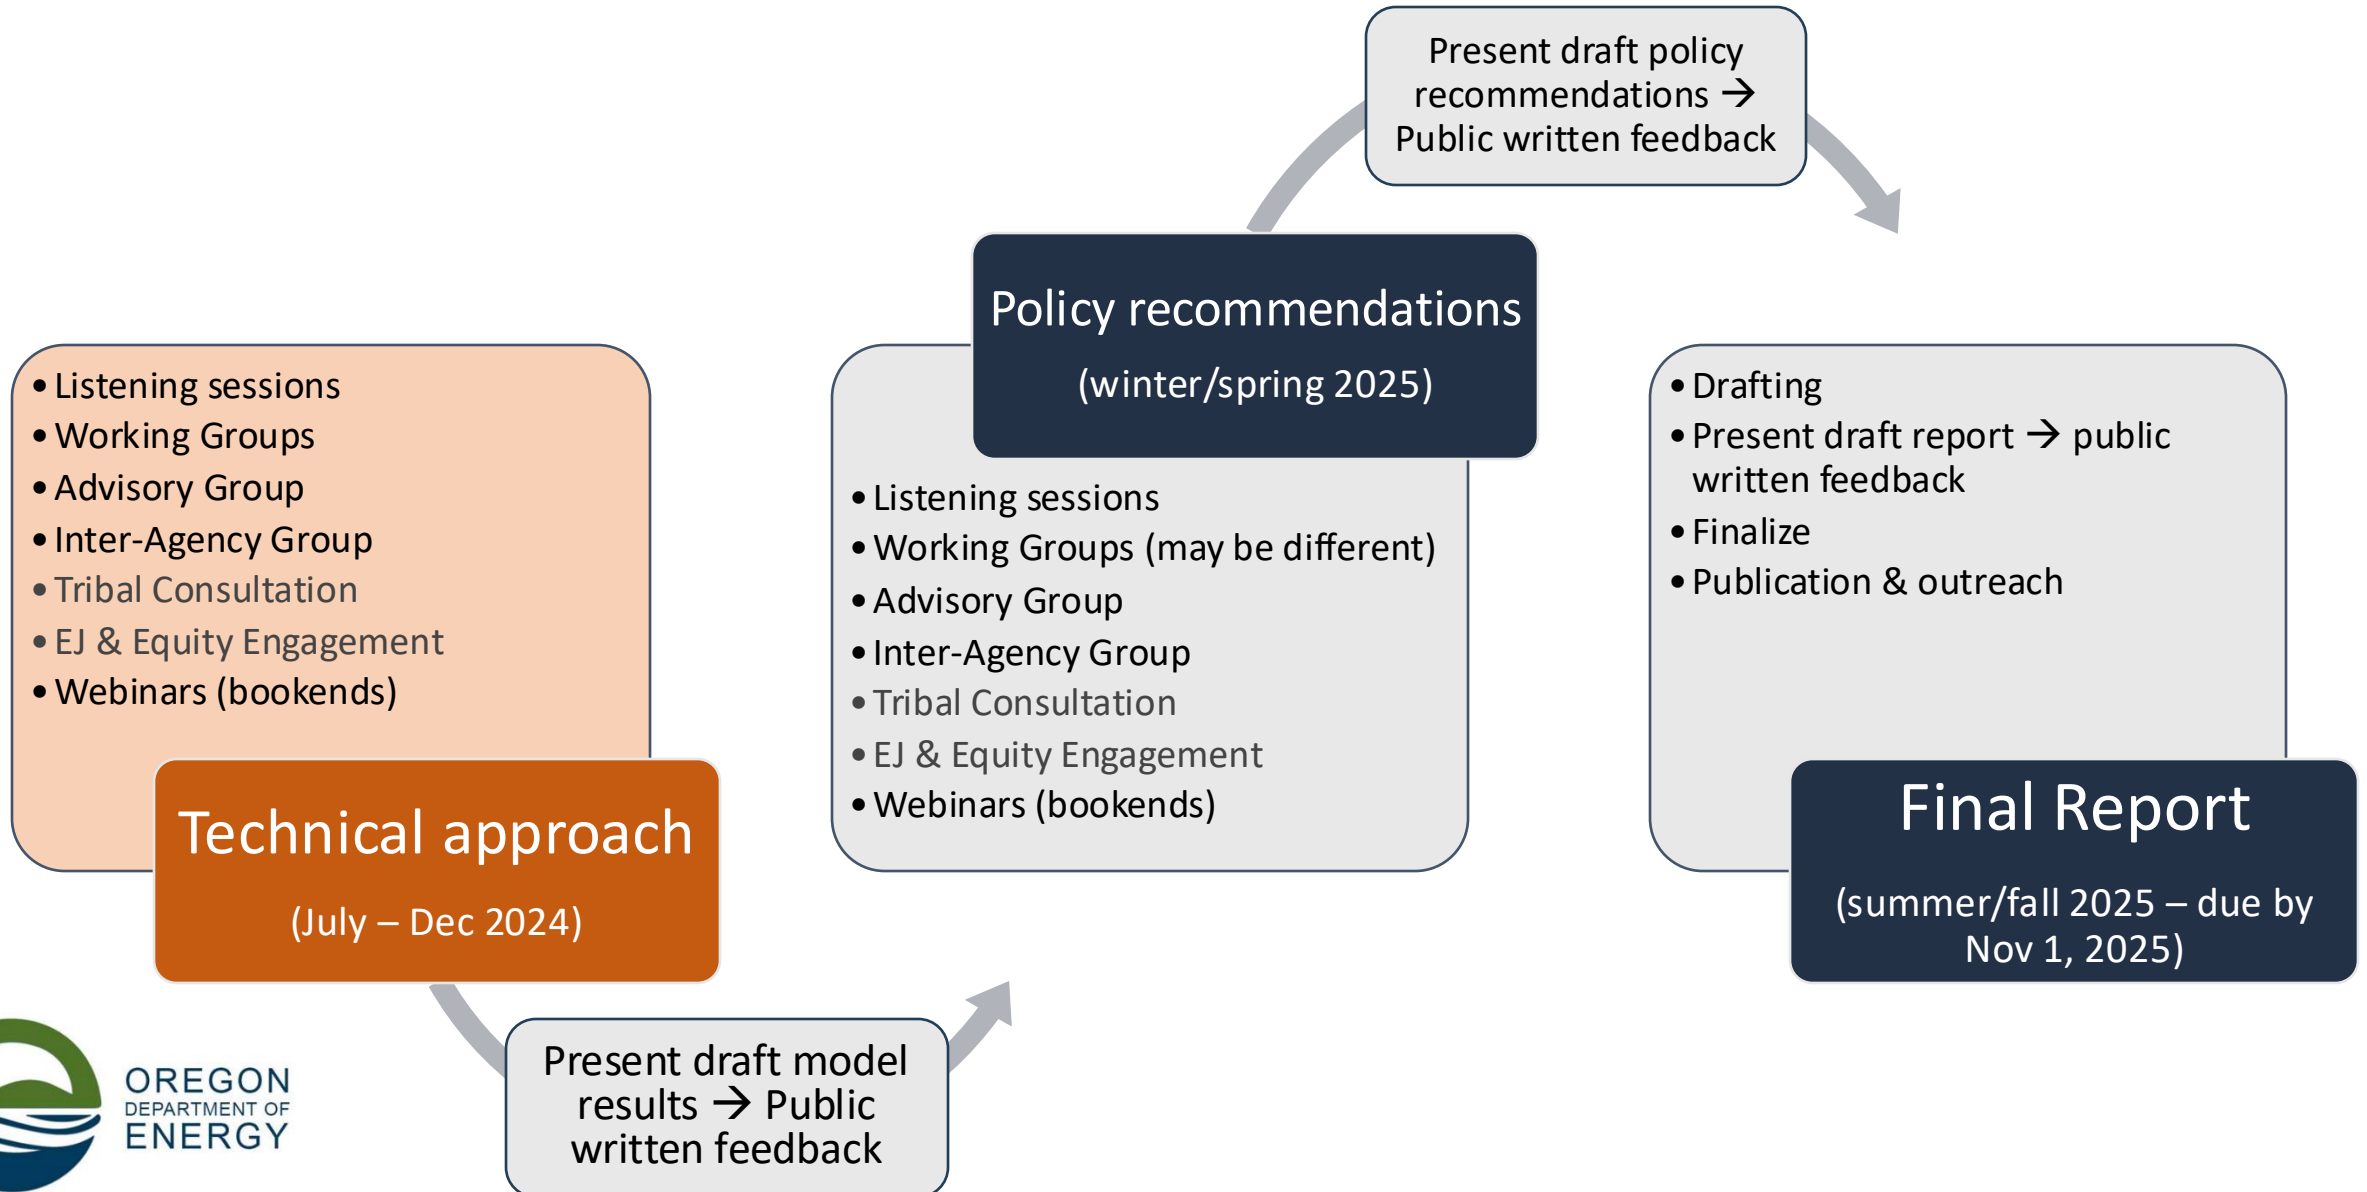 • Listening sessions
• Working Groups
• Advisory Group
• Inter-Agency Group
• Tribal Consultation
• EJ & Equity Engagement
• Webinars (bookends)
Technical approach
(July – Dec 2024)
Present draft model
results → Public
written feedback
Policy recommendations
(winter/spring 2025)
• Listening sessions
• Working Groups (may be different)
• Advisory Group
• Inter-Agency Group
• Tribal Consultation
• EJ & Equity Engagement
• Webinars (bookends)
Present draft policy
recommendations →
Public written feedback
• Drafting
• Present draft report → public
written feedback
• Finalize
• Publication & outreach
Final Report
(summer/fall 2025 – due by
Nov 1, 2025)
OREGON
DEPARTMENT OF
ENERGY